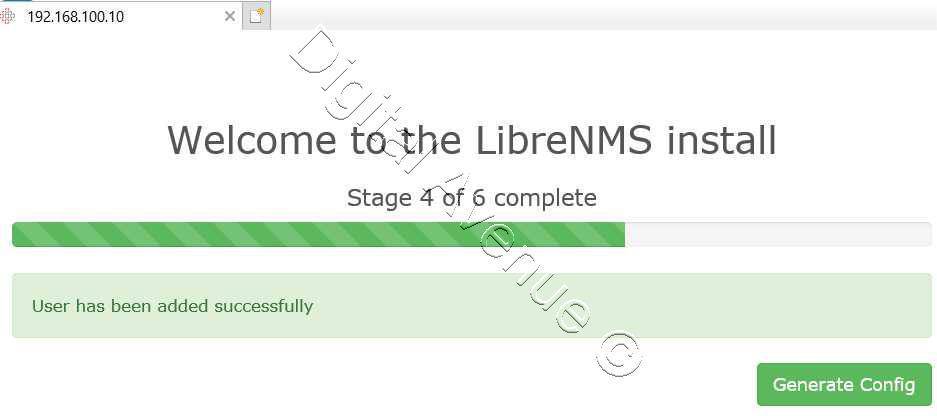 192.168.100.10
Welcome to the LibreNMS install
Stage 4 of 6 complete
User has been added successfully
Generate Config
Digital Avenue ©